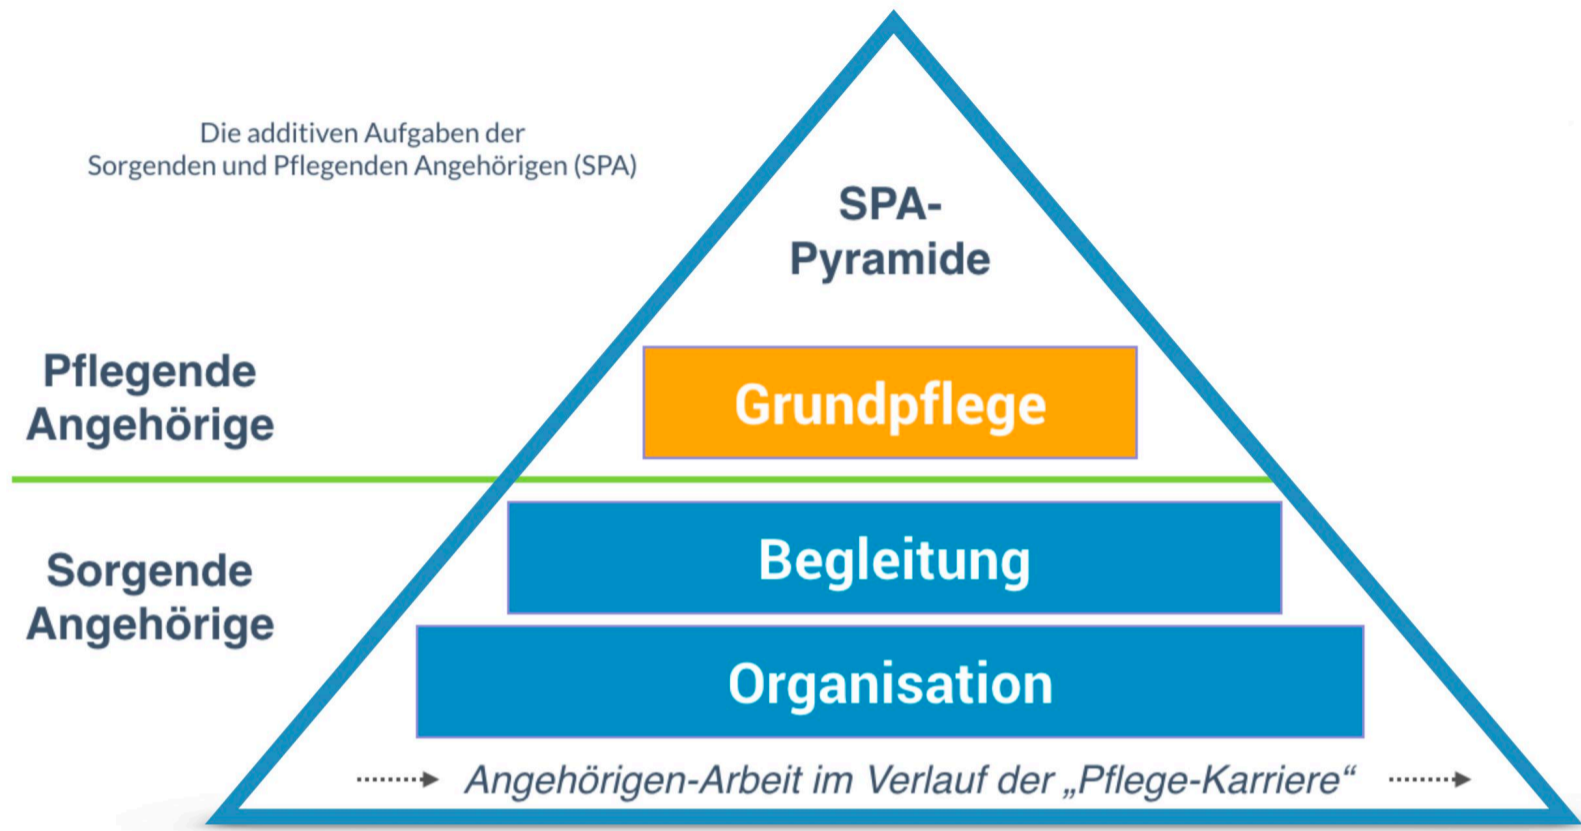 Die additiven Aufgaben der
Sorgenden und Pflegenden Angehörigen (SPA)
SPA-
Pyramide
Pflegende
Angehörige
Grundpflege
Sorgende
Angehörige
Begleitung
Organisation
Angehörigen-Arbeit im Verlauf der „Pflege-Karriere“